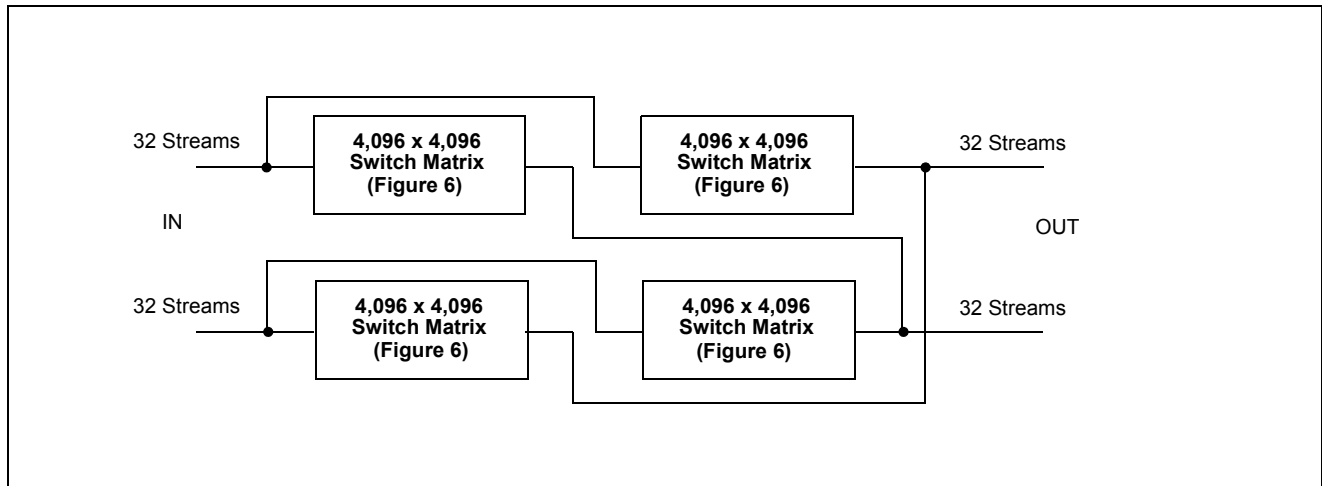 32 Streams
4,096 x 4,096
Switch Matrix
(Figure 6)
4,096 x 4,096
Switch Matrix
(Figure 6)
32 Streams
IN
OUT
32 Streams
4,096 x 4,096
Switch Matrix
(Figure 6)
4,096 x 4,096
Switch Matrix
(Figure 6)
32 Streams